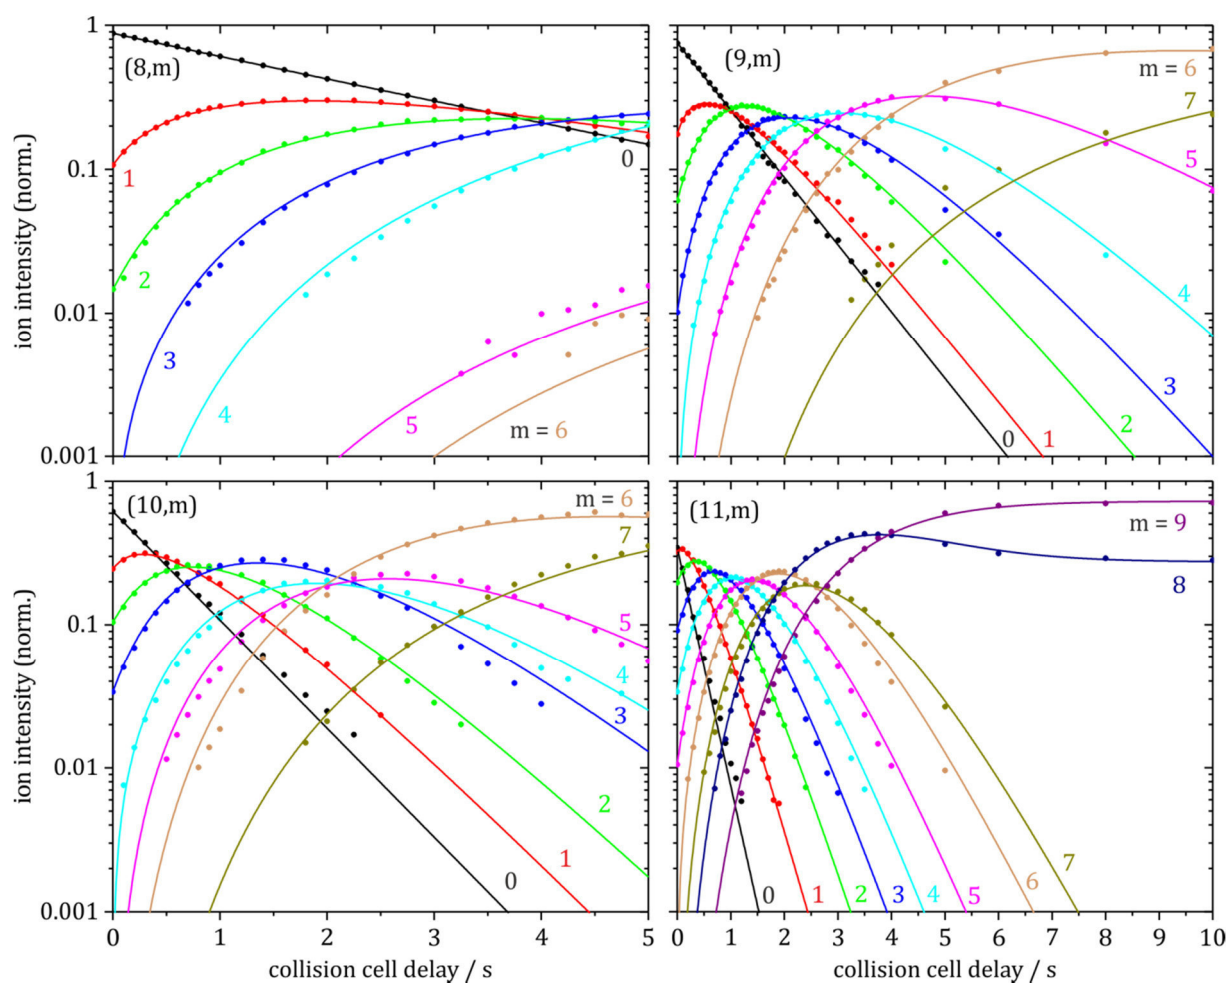 (8,m)
(9,m)
(10,m)
(11,m)
ion intensity (norm.)
1
0.1
0.01
0.001
0
1
2
3
4
5
m = 6
m = 6
7
5
4
3
2
1
0
ion intensity (norm.)
1
0.1
0.01
0.001
m = 6
7
5
4
3
2
1
0
0 1 2 3 4 5
collision cell delay / s
m = 9
8
0 1 2 3 4 5 6 7
0 1 2 3 4 5 6 7 8 9 10
collision cell delay / s